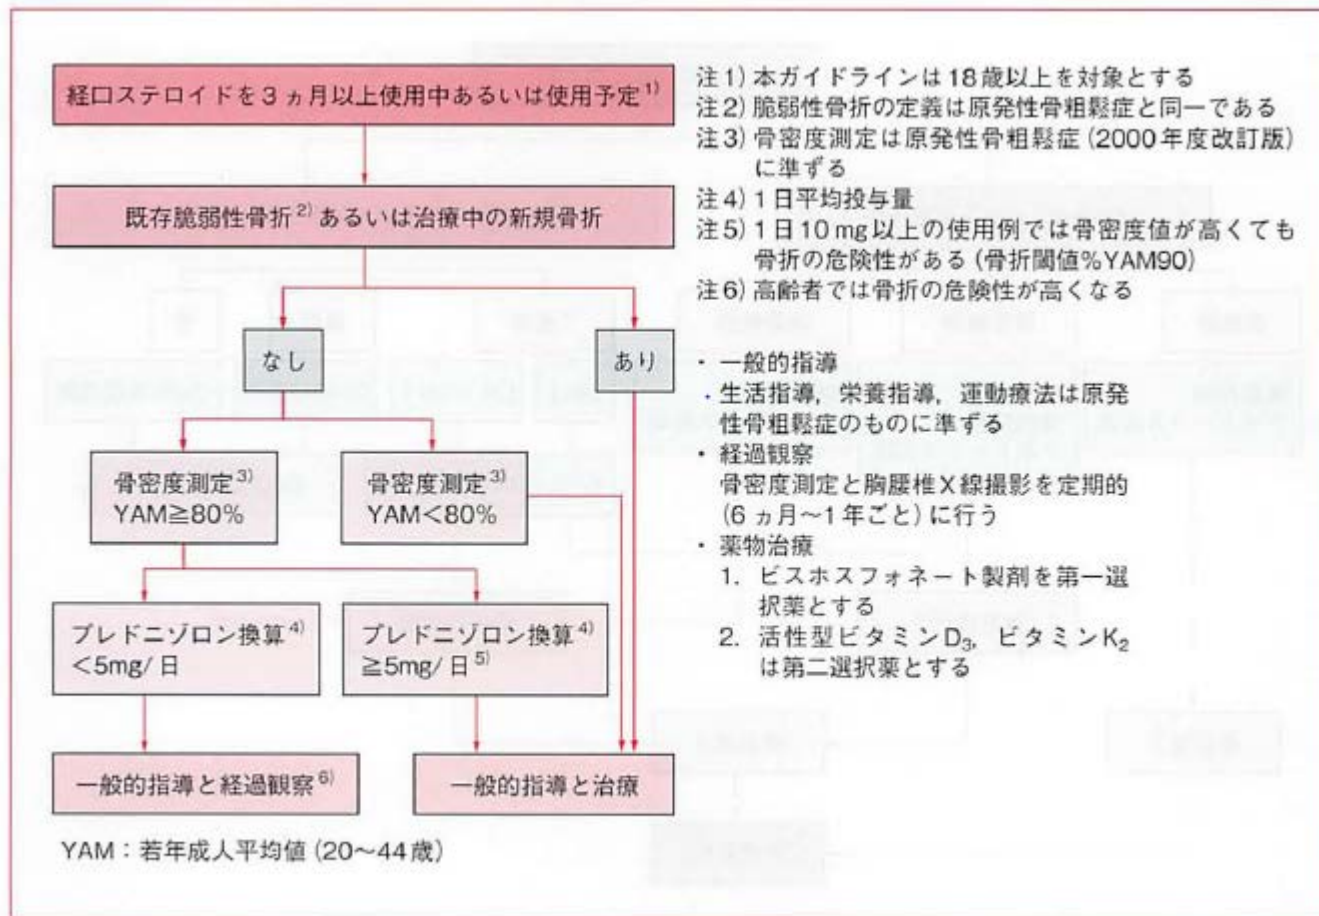 経口ステロイドを3ヵ月以上使用中あるいは使用予定1)
既存脆弱性骨折2)あるいは治療中の新規骨折
なし
あり
骨密度測定3)
YAM≧80%
骨密度測定3)
YAM<80%
プレドニゾロン換算4)
<5mg/日
プレドニゾロン換算4)
≧5mg/日5)
一般的指導と経過観察6)
一般的指導と治療
YAM：若年成人平均値(20〜44歳)
注1) 本ガイドラインは18歳以上を対象とする
注2) 脆弱性骨折の定義は原発性骨粗鬆症と同一である
注3) 骨密度測定は原発性骨粗鬆症(2000年度改訂版)
に準ずる
注4) 1日平均投与量
注5) 1日10mg以上の使用例では骨密度値が高くても
骨折の危険性がある(骨折閾値%YAM90)
注6) 高齢者では骨折の危険性が高くなる
・一般的指導
生活指導，栄養指導，運動療法は原発
性骨粗鬆症のものに準ずる
・経過観察
骨密度測定と胸腰椎X線撮影を定期的
(6ヵ月〜1年ごと)に行う
・薬物治療
1. ビスホスフォネート製剤を第一選
択薬とする
2. 活性型ビタミンD3，ビタミンK2
は第二選択薬とする